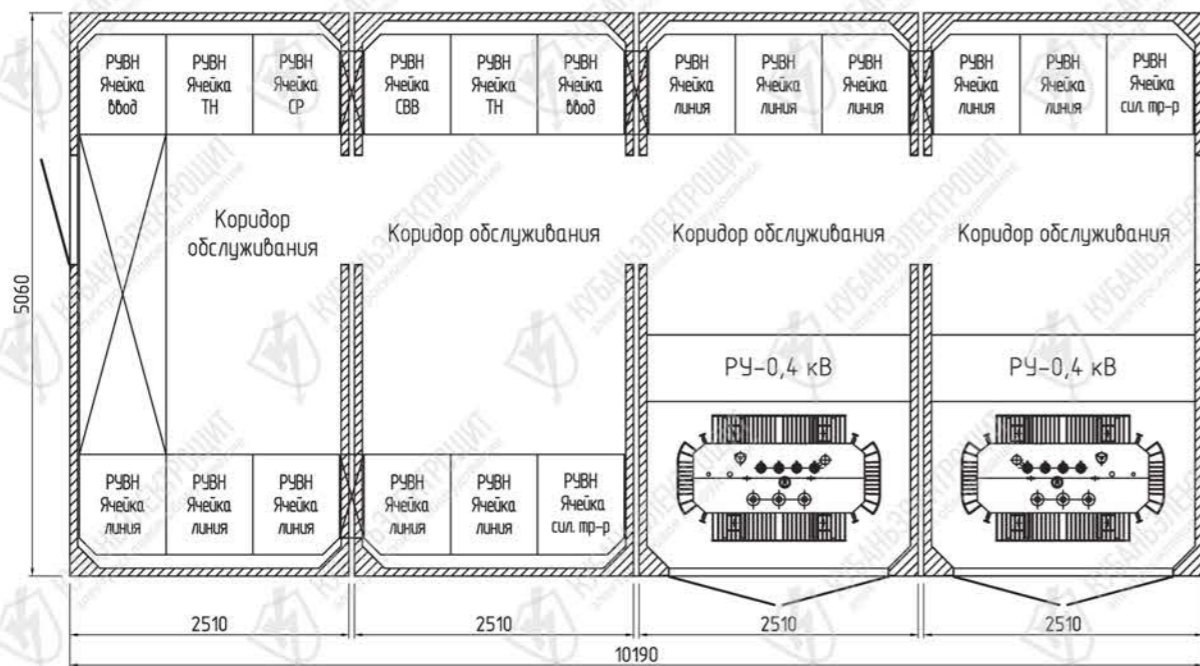 РУВН
Ячейка
ввод
РУВН
Ячейка
ТН
РУВН
Ячейка
СР
РУВН
Ячейка
СВВ
РУВН
Ячейка
ТН
РУВН
Ячейка
ввод
РУВН
Ячейка
линия
РУВН
Ячейка
линия
РУВН
Ячейка
линия
РУВН
Ячейка
линия
РУВН
Ячейка
линия
РУВН
Ячейка
сил. тр-р
Коридор
обслуживания
Коридор обслуживания
Коридор обслуживания
Коридор обслуживания
5060
РУ-0,4 кВ
РУ-0,4 кВ
РУВН
Ячейка
линия
РУВН
Ячейка
линия
РУВН
Ячейка
линия
РУВН
Ячейка
линия
РУВН
Ячейка
линия
РУВН
Ячейка
сил. тр-р
2510
2510
2510
2510
10190
КУБАНЬЭЛЕКТРОЩИТ
электрощитовое оборудование